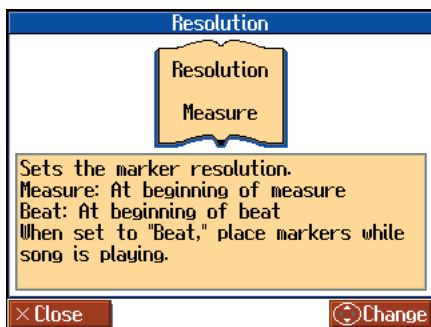 Resolution
Resolution
Measure
Sets the marker resolution.
Measure: At beginning of measure
Beat: At beginning of beat
When set to "Beat," place markers while
song is playing.
× Close
Change